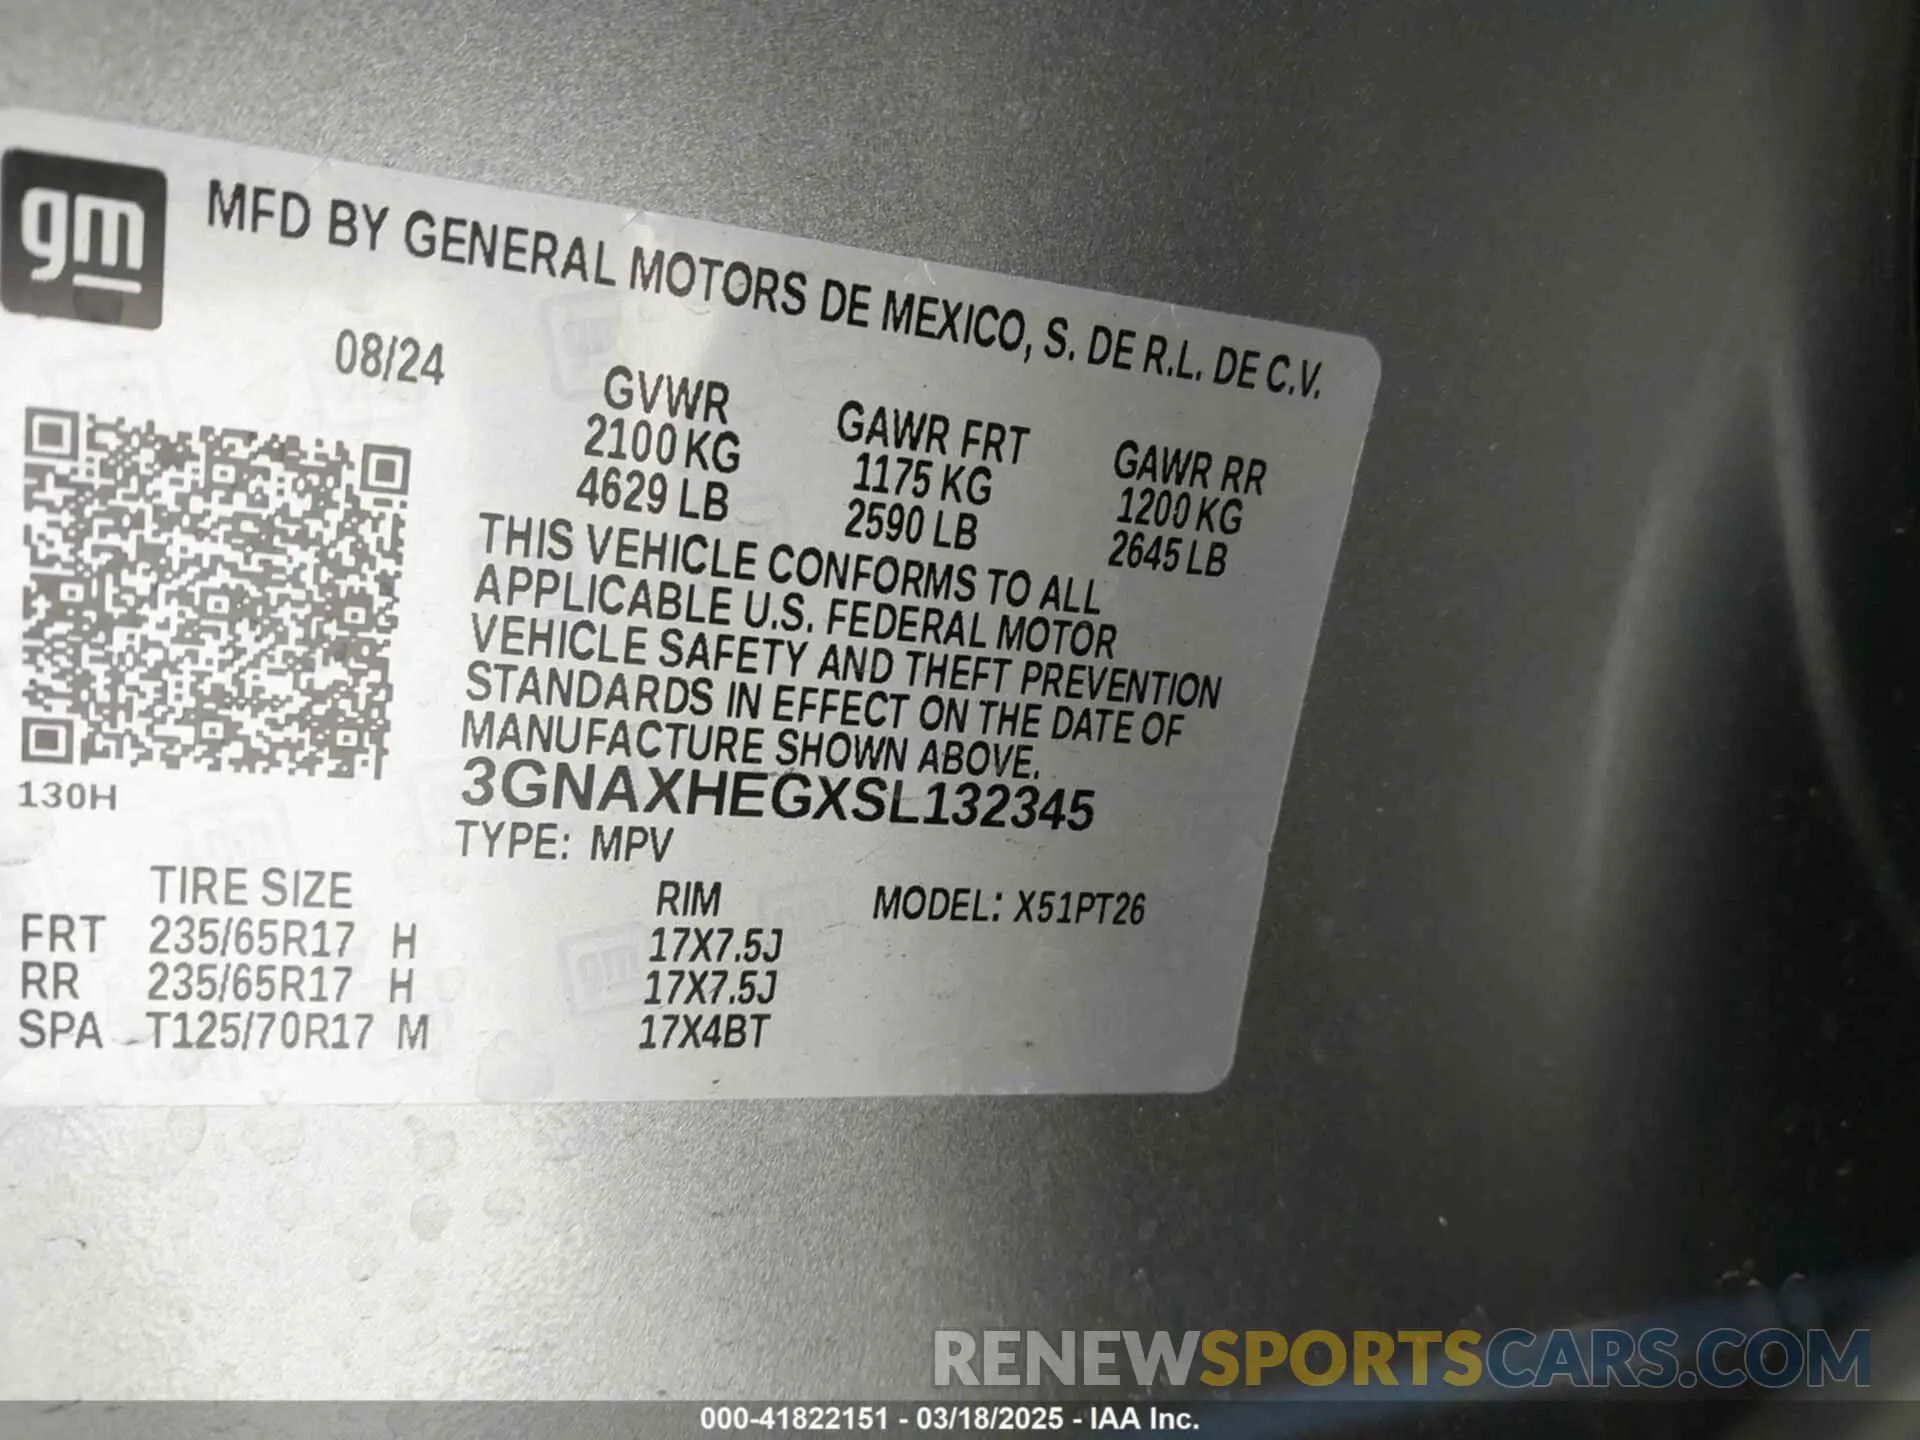 gm
MFD BY GENERAL MOTORS DE MEXICO, S. DE R.L. DE C.V.
08/24
GVWR GAWR FRT GAWR RR
2100 KG 1175 KG 1200 KG
4629 LB 2590 LB 2645 LB
THIS VEHICLE CONFORMS TO ALL
APPLICABLE U.S. FEDERAL MOTOR
VEHICLE SAFETY AND THEFT PREVENTION
STANDARDS IN EFFECT ON THE DATE OF
MANUFACTURE SHOWN ABOVE.
130H
3GNAXHEGXSL132345
TYPE: MPV
TIRE SIZE RIM MODEL: X51PT26
FRT 235/65R17 H 17X7.5J
RR 235/65R17 H 17X7.5J
SPA T125/70R17 M 17X4BT
RENEWSPORTSCARS.COM
000-41822151 - 03/18/2025 - IAA Inc.